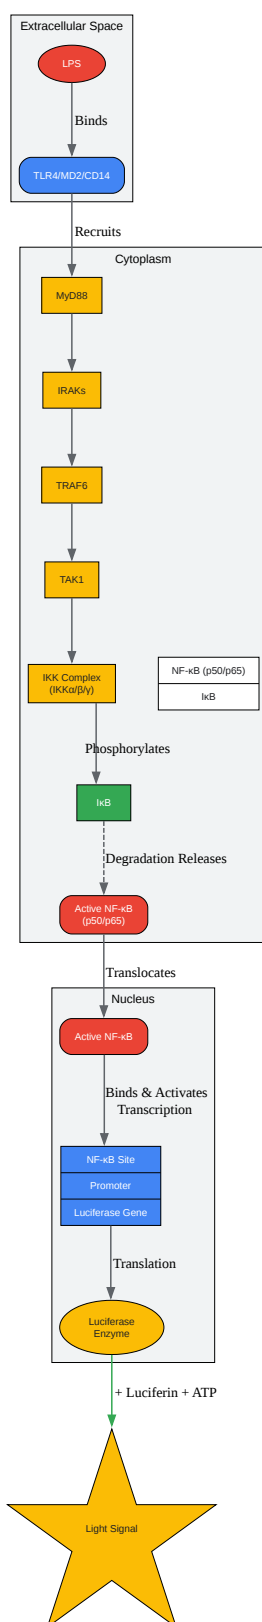 Extracellular Space
LPS
Binds
TLR4/MD2/CD14
Recruits
Cytoplasm
MyD88
IRAKs
TRAF6
TAK1
IKK Complex
(IKKα/β/γ)
NF-κB (p50/p65)
IκB
Phosphorylates
IκB
Degradation Releases
Active NF-κB
(p50/p65)
Translocates
Nucleus
Active NF-κB
Binds & Activates
Transcription
NF-κB Site
Promoter
Luciferase Gene
Translation
Luciferase
Enzyme
+ Luciferin + ATP
Light Signal